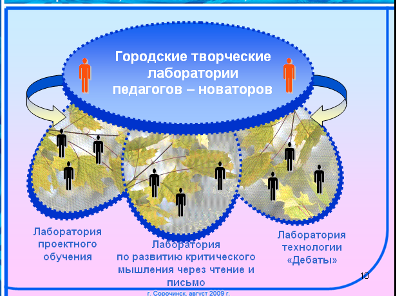 Городские творческие
лаборатории
педагогов – новаторов
Лаборатория
проектного
обучения
Лаборатория
по развитию критического
мышления через чтение и
письмо
Лаборатория
технологии
«Дебаты»
10
г. Сорочинск, август 2009 г.